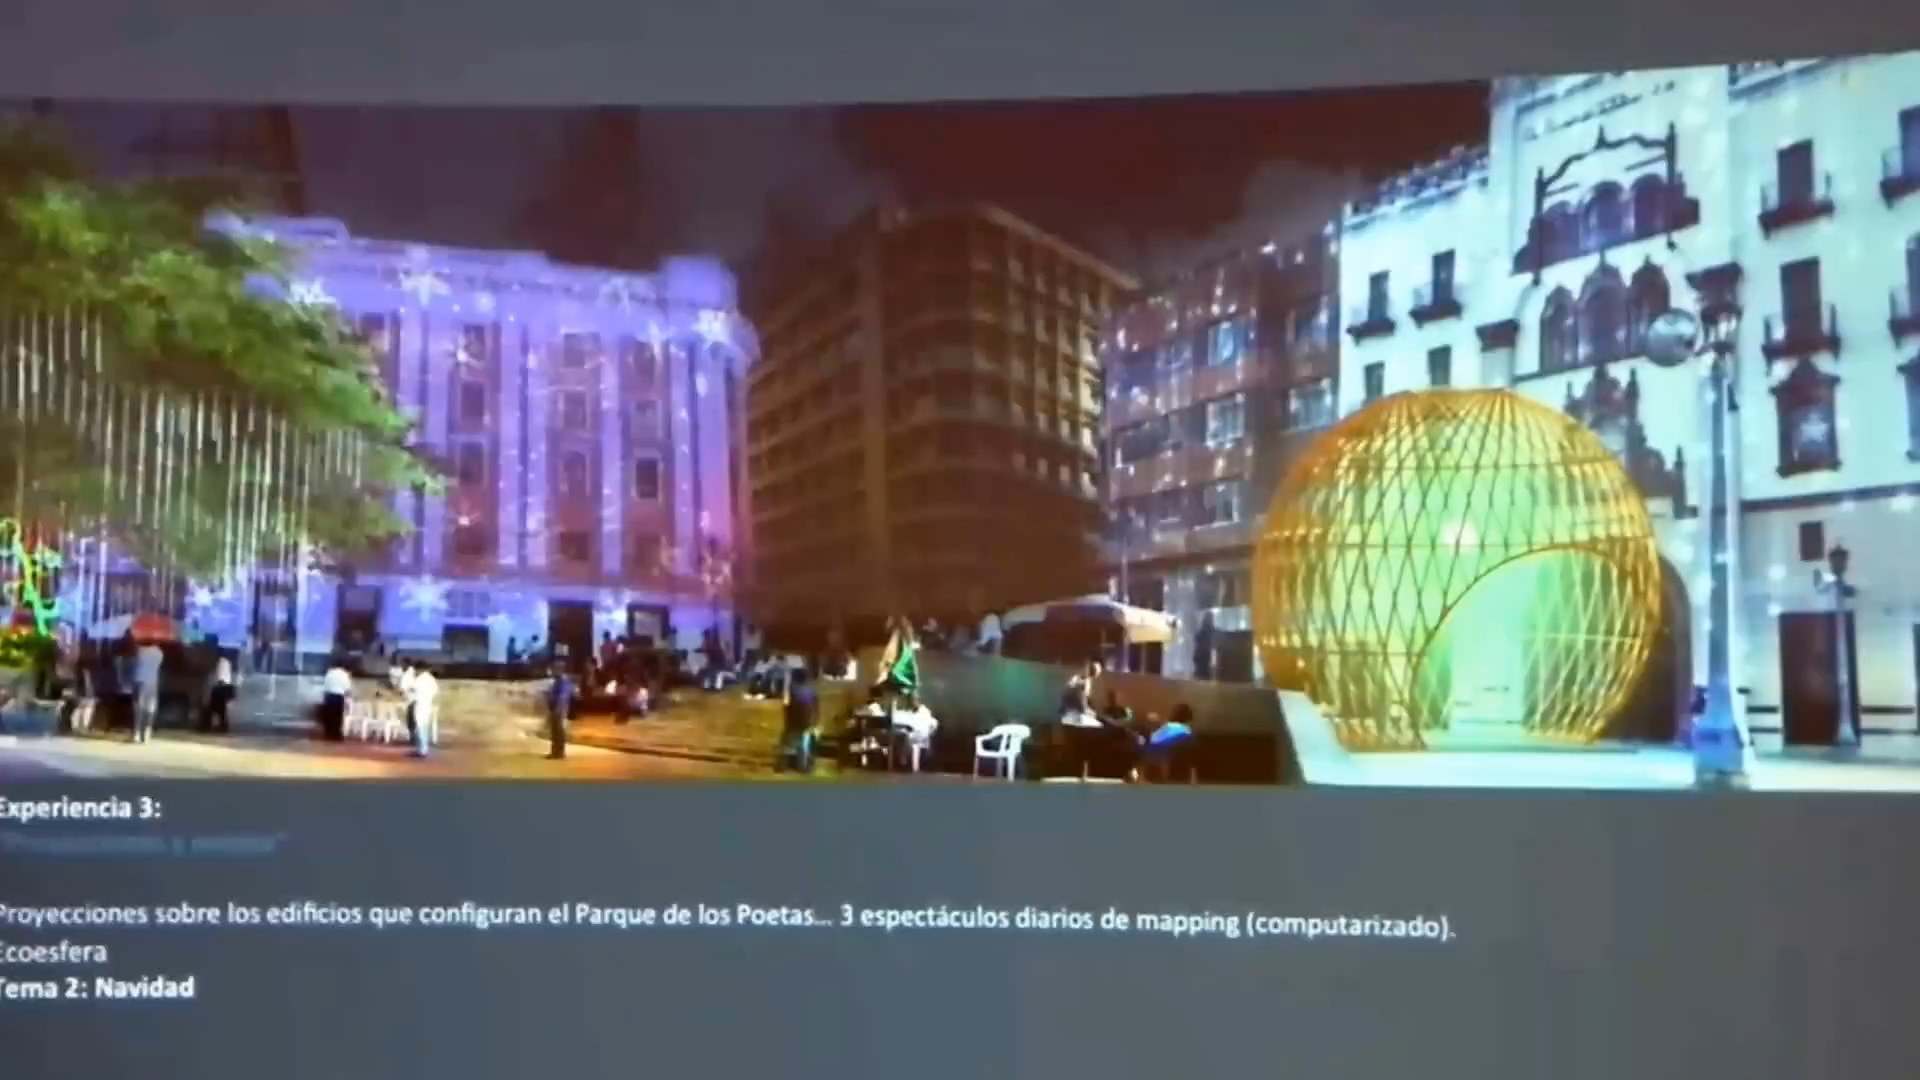 Experiencia 3:
Proyecciones sobre los edificios que configuran el Parque de los Poetas... 3 espectáculos diarios de mapping (computarizado).
Ecoesfera
Tema 2: Navidad